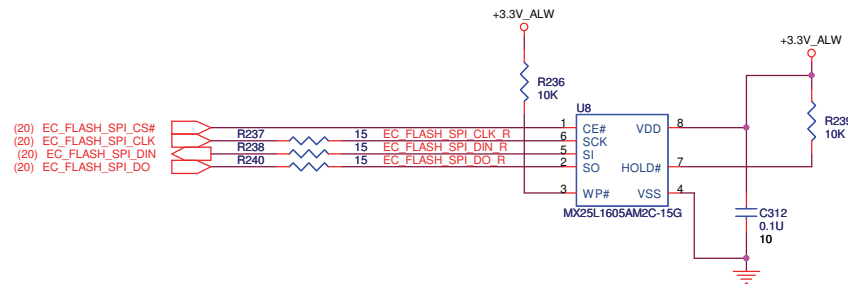 +3.3V_ALW
+3.3V_ALW
R236
10K
U8
R239
10K
(20) EC_FLASH_SPI_CS# 1 CE# VDD 8
(20) EC_FLASH_SPI_CLK R237 15 EC_FLASH_SPI_CLK_R 6 SCK
(20) EC_FLASH_SPI_DIN R238 15 EC_FLASH_SPI_DIN_R 5 SI
(20) EC_FLASH_SPI_DO R240 15 EC_FLASH_SPI_DO_R 2 SO HOLD# 7
3 WP# VSS 4
MX25L1605AM2C-15G
C312
0.1U
10